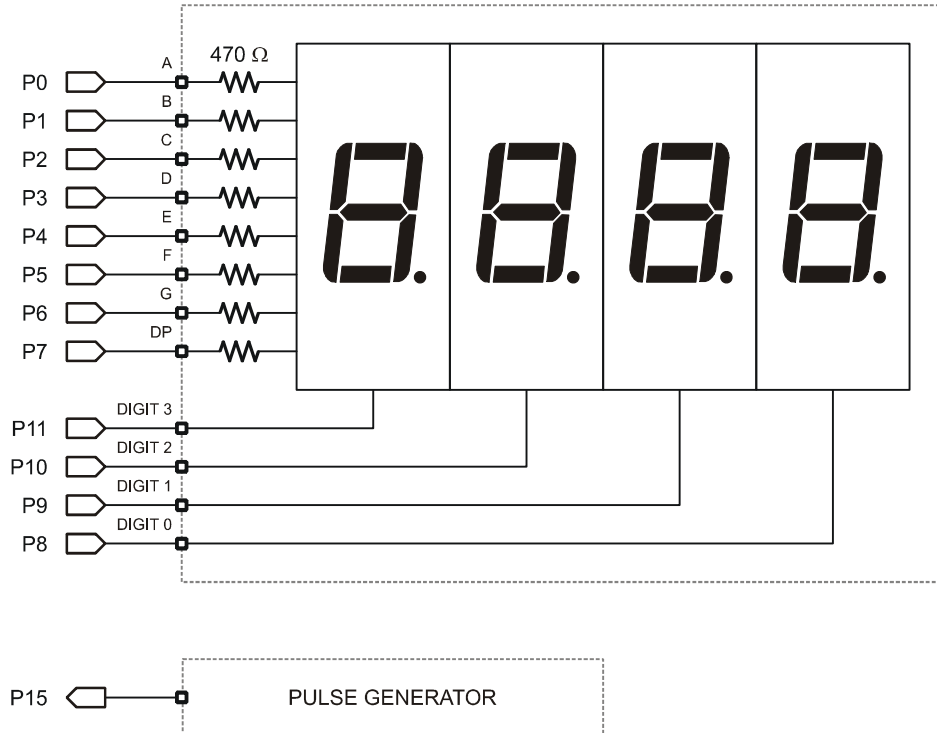 470 Ω
P0 A
P1 B
P2 C
P3 D
P4 E
P5 F
P6 G
P7 DP
P11 DIGIT 3
P10 DIGIT 2
P9 DIGIT 1
P8 DIGIT 0
P15 PULSE GENERATOR